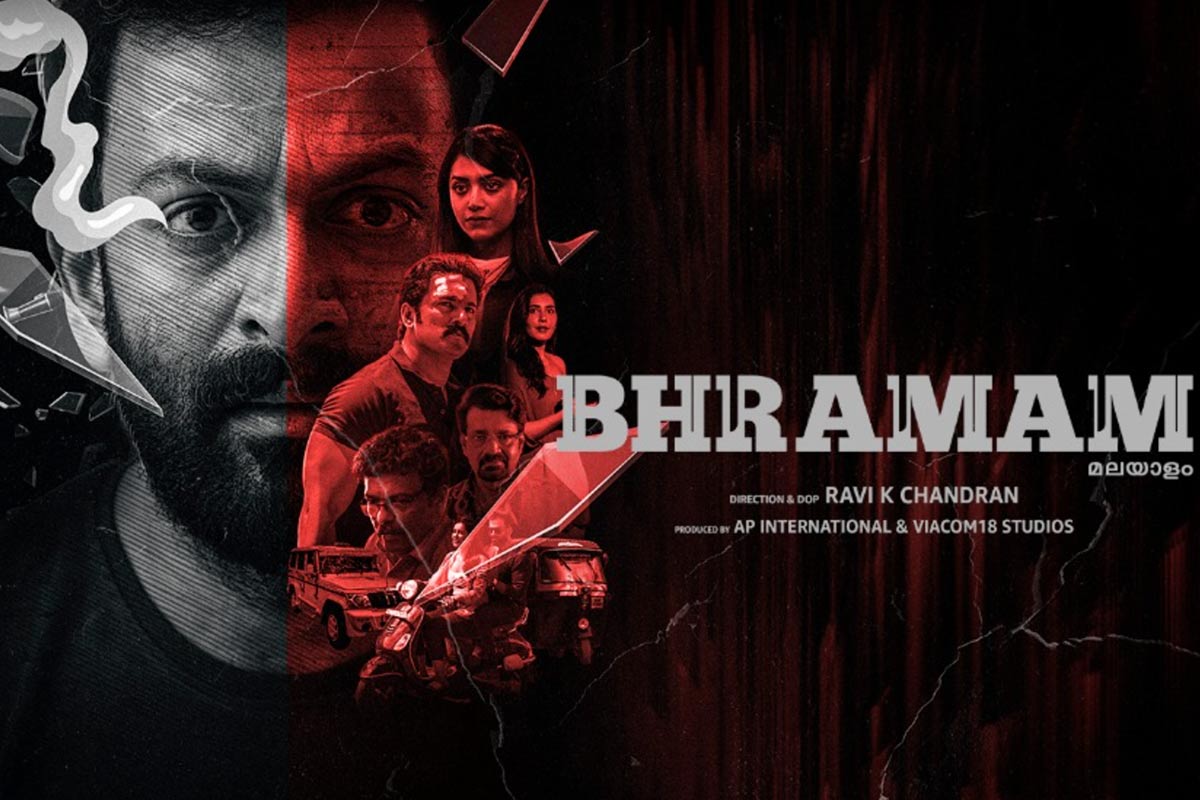 BHRAMAM
മലയാളം
DIRECTION & DOP RAVI K CHANDRAN
PRODUCED BY AP INTERNATIONAL & VIACOM18 STUDIOS